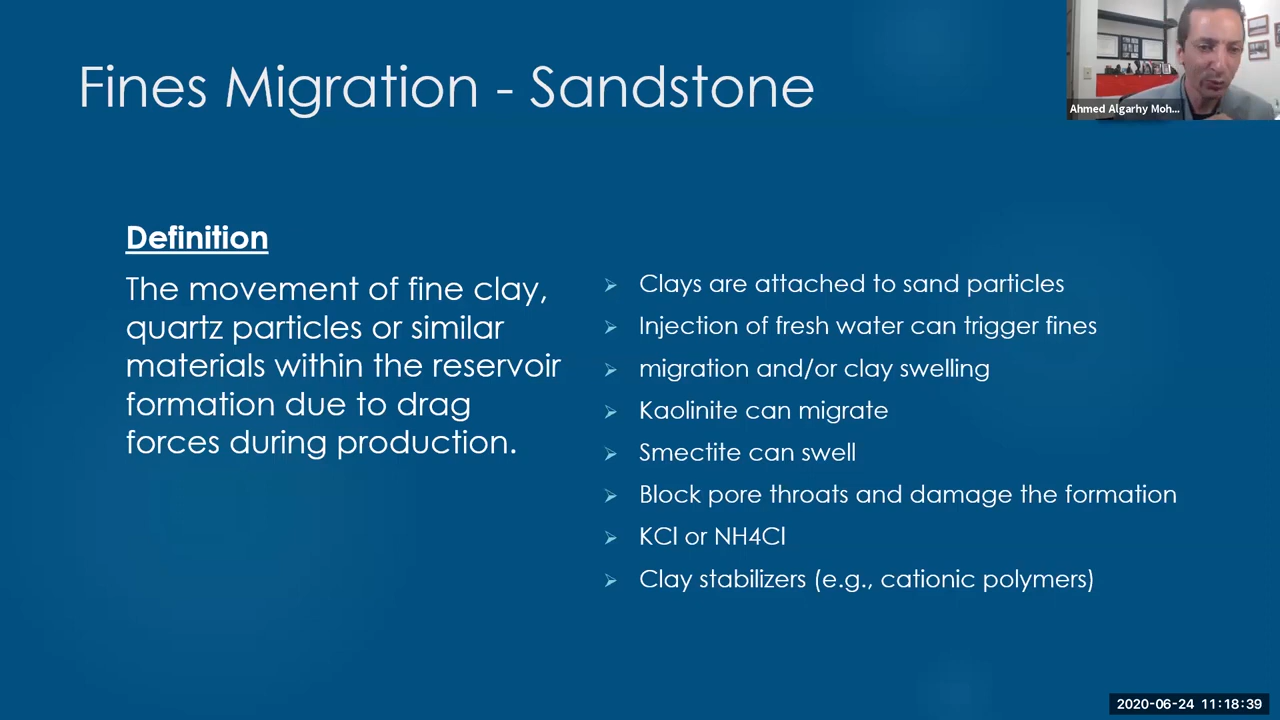 Fines Migration - Sandstone
Ahmed Algarhy Moh...
Definition
The movement of fine clay,
quartz particles or similar
materials within the reservoir
formation due to drag
forces during production.
Clays are attached to sand particles
Injection of fresh water can trigger fines
migration and/or clay swelling
Kaolinite can migrate
Smectite can swell
Block pore throats and damage the formation
KCl or NH4Cl
Clay stabilizers (e.g., cationic polymers)
2020-06-24 11:18:39